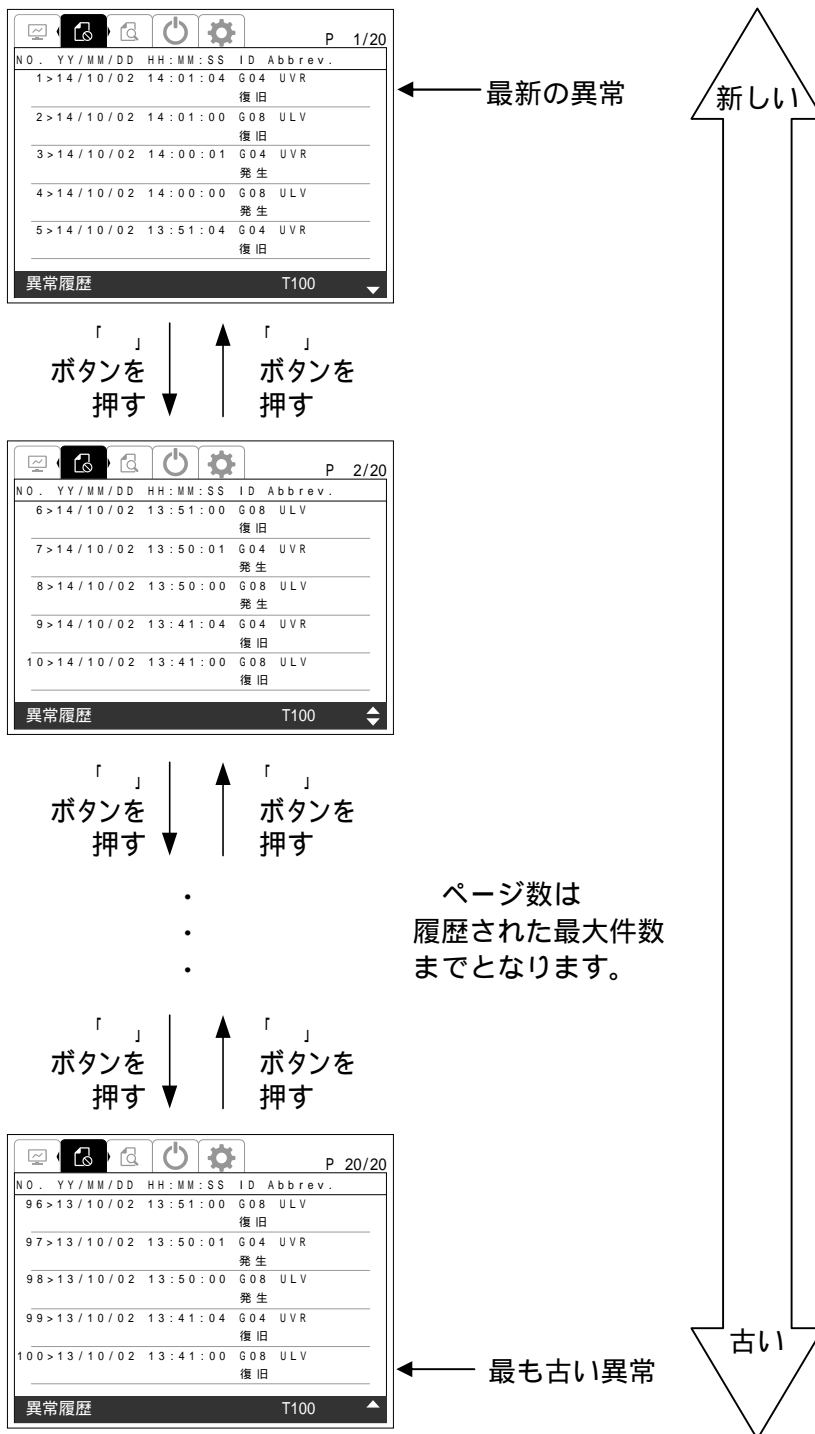 P 1/20
NO. YY/MM/DD HH:MM:SS ID Abbrev.
1>14/10/02 14:01:04 G04 UVR
復旧
2>14/10/02 14:01:00 G08 ULV
復旧
3>14/10/02 14:00:01 G04 UVR
発生
4>14/10/02 14:00:00 G08 ULV
発生
5>14/10/02 13:51:04 G04 UVR
復旧
異常履歴 T100
最新の異常
新しい
「 」
ボタンを
押す
「 」
ボタンを
押す
P 2/20
NO. YY/MM/DD HH:MM:SS ID Abbrev.
6>14/10/02 13:51:00 G08 ULV
復旧
7>14/10/02 13:50:01 G04 UVR
発生
8>14/10/02 13:50:00 G08 ULV
発生
9>14/10/02 13:41:04 G04 UVR
復旧
10>14/10/02 13:41:00 G08 ULV
復旧
異常履歴 T100
「 」
ボタンを
押す
「 」
ボタンを
押す
・
・
・
ページ数は
履歴された最大件数
までとなります。
「 」
ボタンを
押す
「 」
ボタンを
押す
P 20/20
NO. YY/MM/DD HH:MM:SS ID Abbrev.
96>13/10/02 13:51:00 G08 ULV
復旧
97>13/10/02 13:50:01 G04 UVR
発生
98>13/10/02 13:50:00 G08 ULV
発生
99>13/10/02 13:41:04 G04 UVR
復旧
100>13/10/02 13:41:00 G08 ULV
復旧
異常履歴 T100
最も古い異常
古い